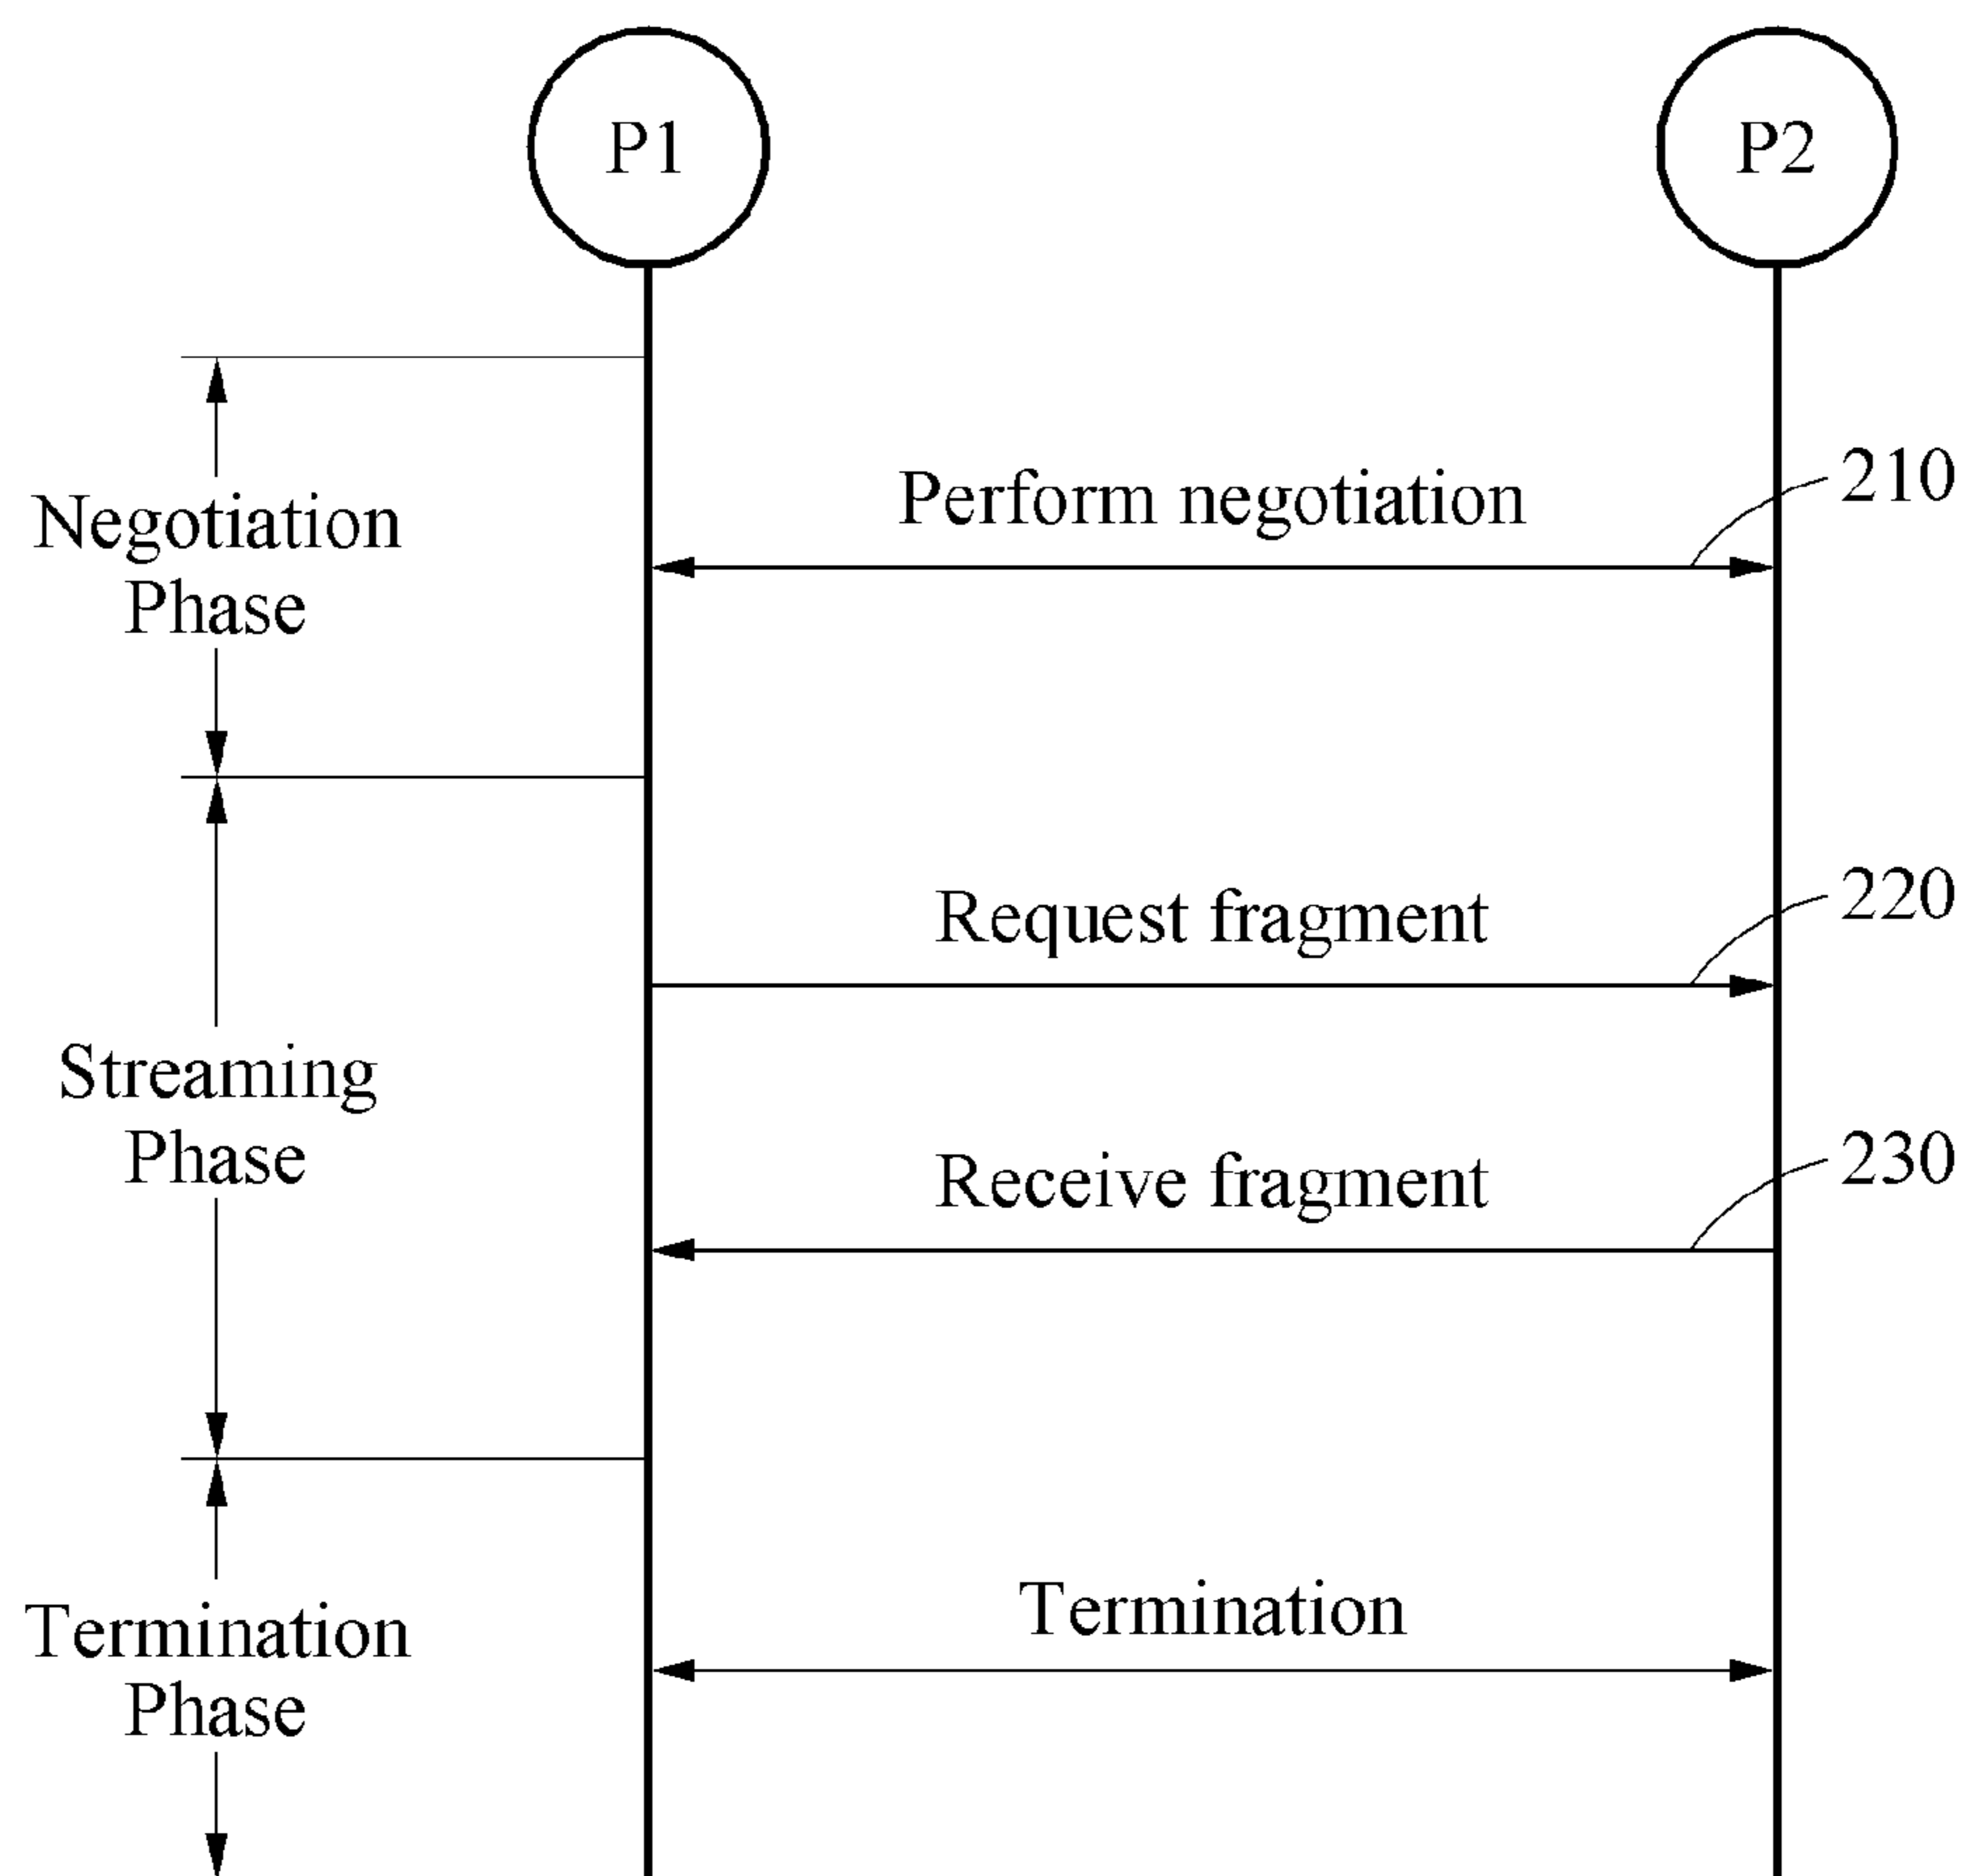 P1
P2
Negotiation
Phase
Perform negotiation
210
Request fragment
220
Streaming
Phase
Receive fragment
230
Termination
Phase
Termination